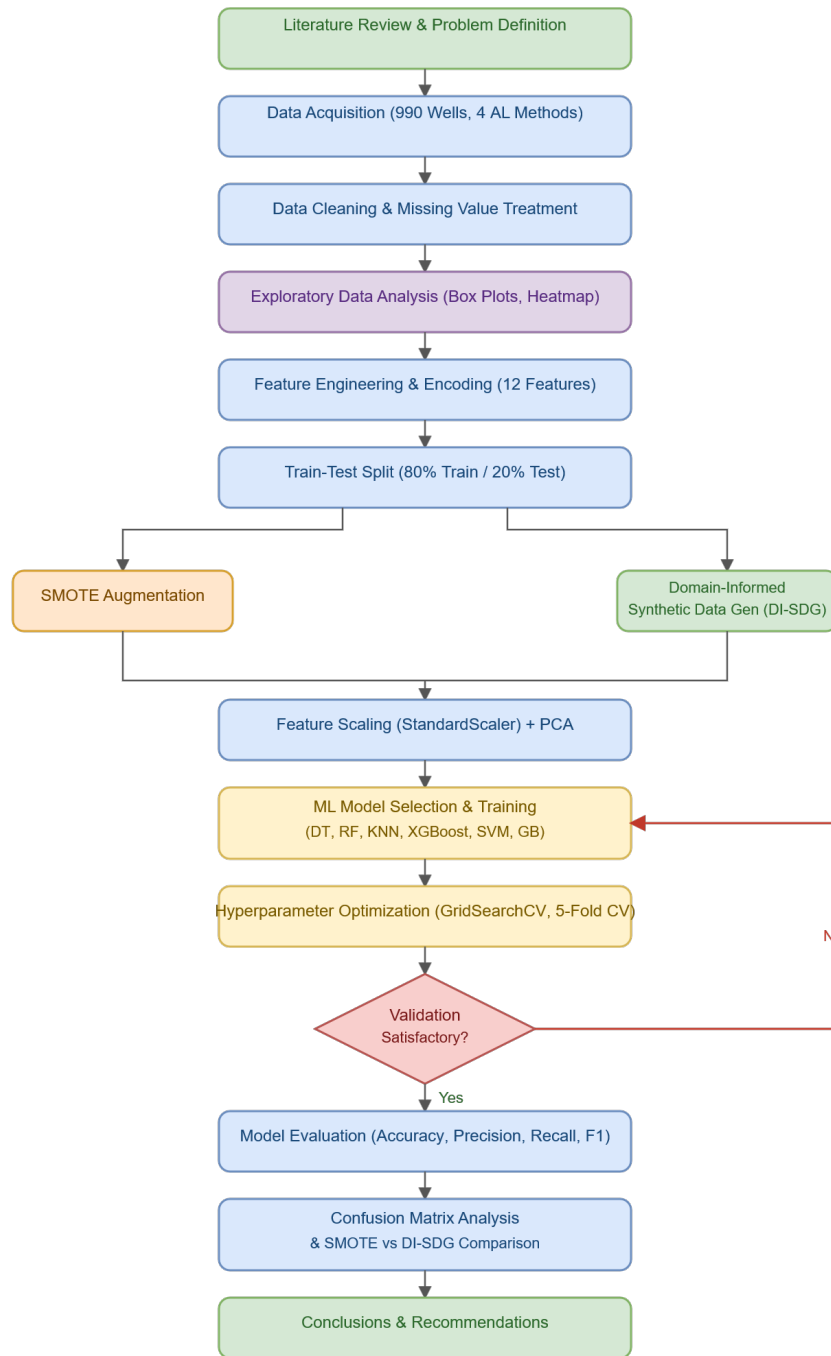 Literature Review & Problem Definition
Data Acquisition (990 Wells, 4 AL Methods)
Data Cleaning & Missing Value Treatment
Exploratory Data Analysis (Box Plots, Heatmap)
Feature Engineering & Encoding (12 Features)
Train-Test Split (80% Train / 20% Test)
SMOTE Augmentation
Domain-Informed
Synthetic Data Gen (DI-SDG)
Feature Scaling (StandardScaler) + PCA
ML Model Selection & Training
(DT, RF, KNN, XGBoost, SVM, GB)
Hyperparameter Optimization (GridSearchCV, 5-Fold CV)
N
Validation
Satisfactory?
Yes
Model Evaluation (Accuracy, Precision, Recall, F1)
Confusion Matrix Analysis
& SMOTE vs DI-SDG Comparison
Conclusions & Recommendations